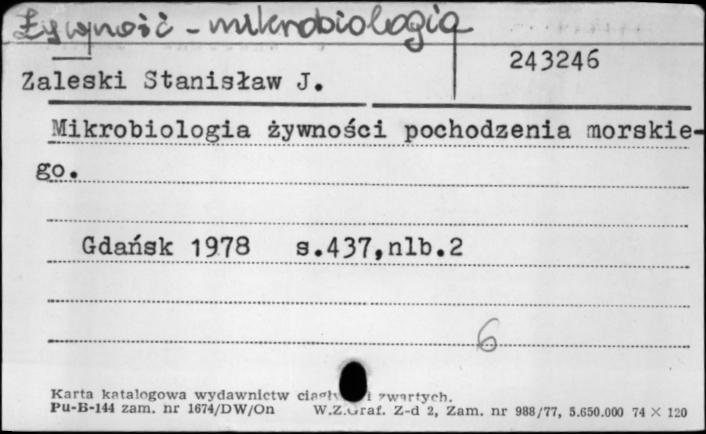 Żywność - mikrobiologia
243246
Zaleski Stanisław J.
Mikrobiologia żywności pochodzenia morskie-
go.
Gdańsk 1978 s.437,nlb.2
6
Karta katalogowa wydawnictw i zwartych.
Pu-B-144 zam. nr 1674/DW/On W.Z.Graf. Z-d 2, Zam. nr 988/77, 5.650.000 74 × 120